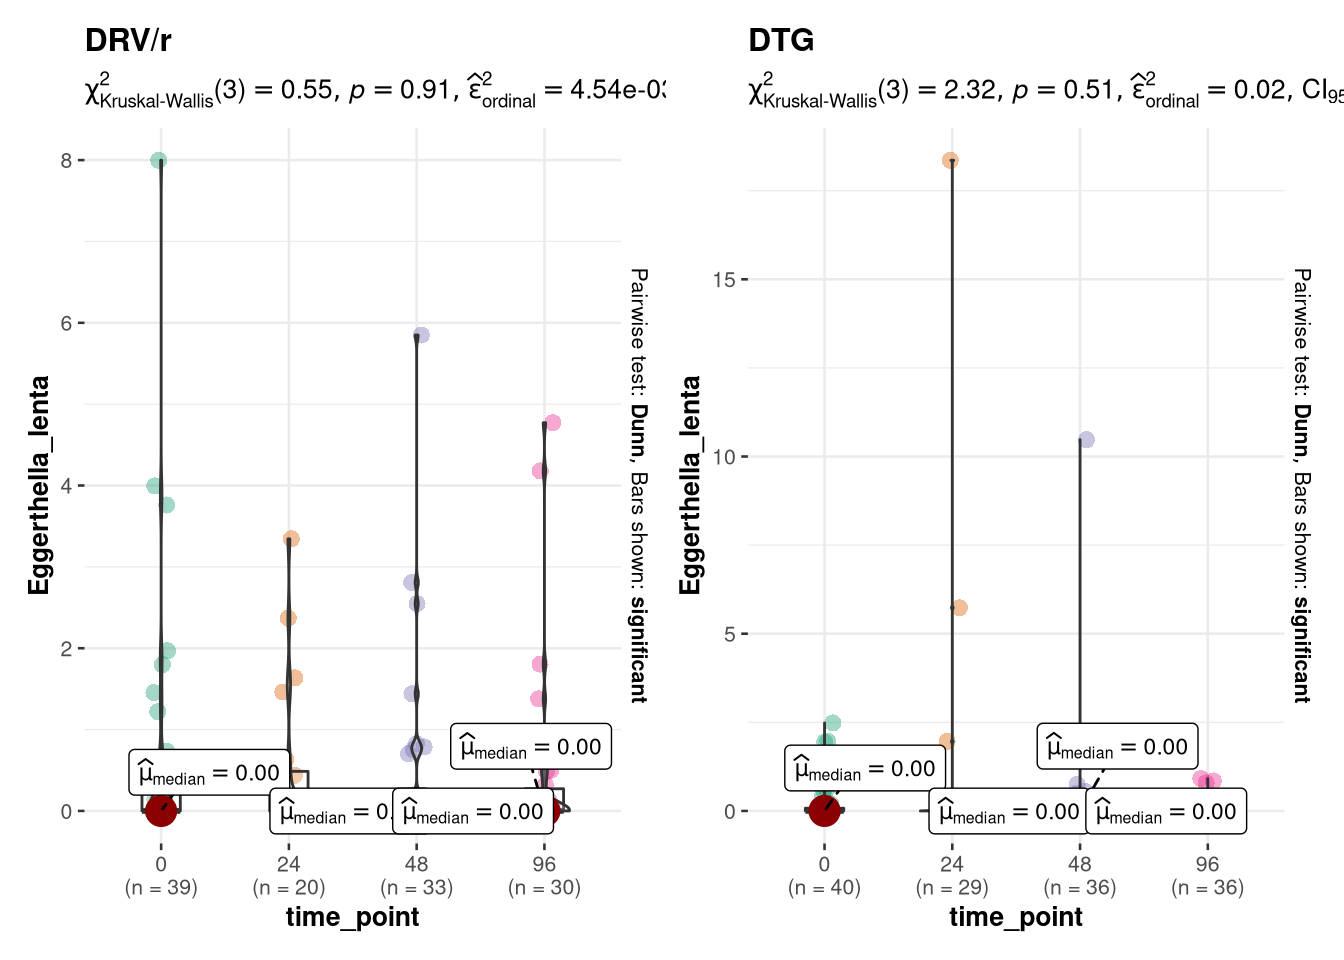 DRV/r
χ̂²Kruskal-Wallis(3) = 0.55, p = 0.91, ε̂²ordinal = 4.54e-03
8
6
4
2
0
Eggerthella_lenta
μ̂median = 0.00
μ̂median = 0.
μ̂median = 0.00
μ̂median = 0.00
0
(n = 39)
24
(n = 20)
48
(n = 33)
96
(n = 30)
time_point
Pairwise test: Dunn, Bars shown: significant
DTG
χ²Kruskal-Wallis(3) = 2.32, p = 0.51, ε̂²ordinal = 0.02, CI95
15
10
5
0
Eggerthella_lenta
μ̂median = 0.00
μ̂median = 0.00
μ̂median = 0.00
μ̂median = 0.00
0
(n = 40)
24
(n = 29)
48
(n = 36)
96
(n = 36)
time_point
Pairwise test: Dunn, Bars shown: significant